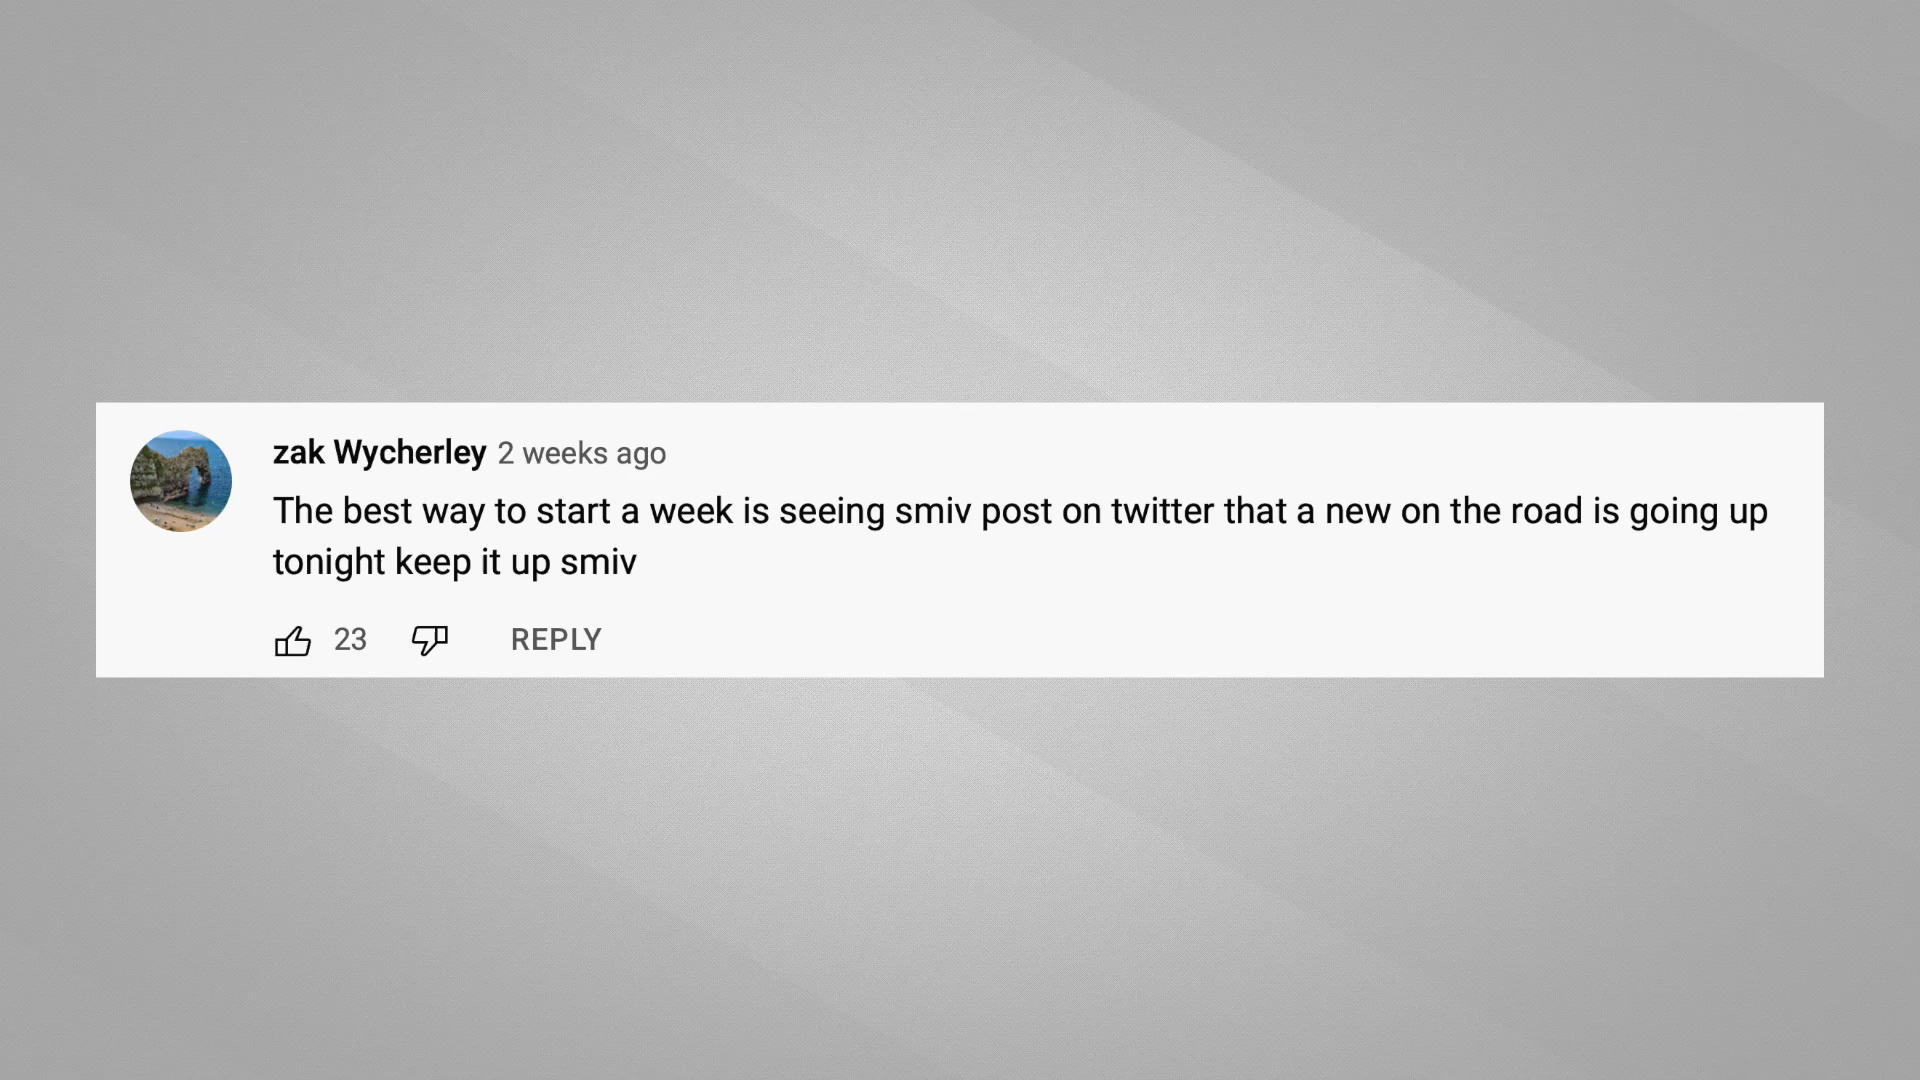 zak Wycherley 2 weeks ago
The best way to start a week is seeing smiv post on twitter that a new on the road is going up
tonight keep it up smiv
23 REPLY